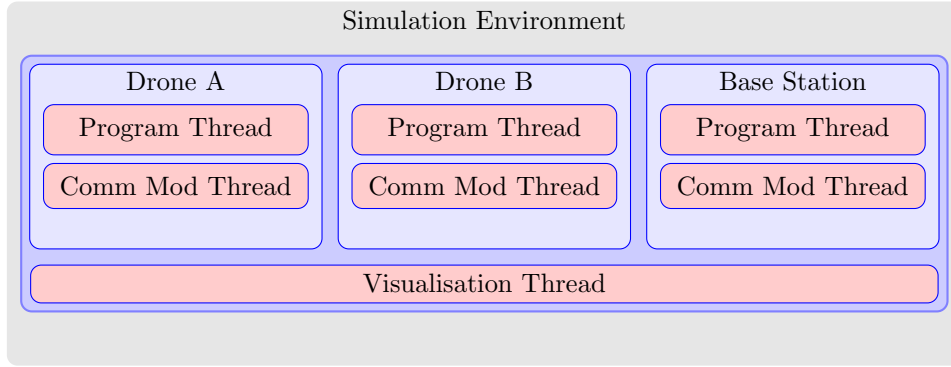 Simulation Environment
Drone A
Program Thread
Comm Mod Thread
Drone B
Program Thread
Comm Mod Thread
Base Station
Program Thread
Comm Mod Thread
Visualisation Thread